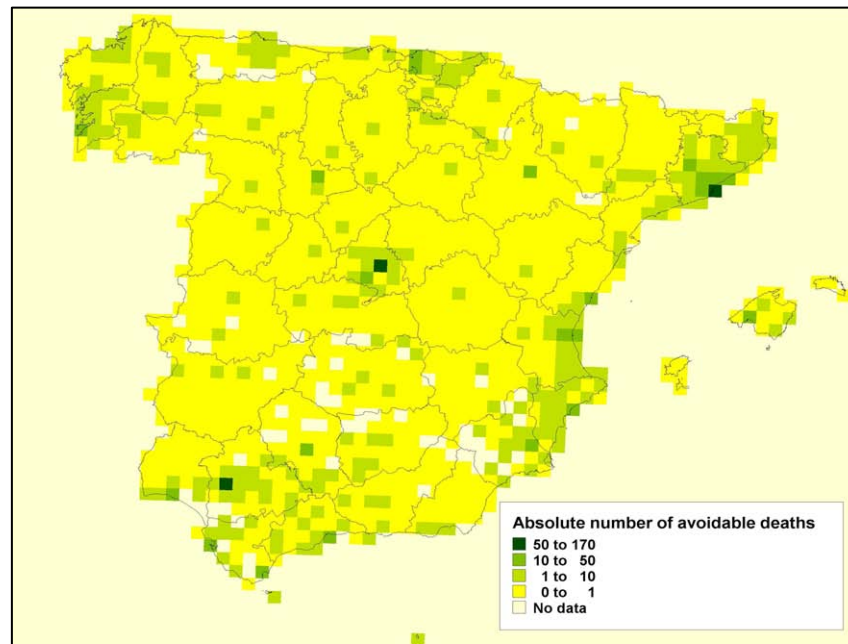 Absolute number of avoidable deaths
50 to 170
10 to 50
1 to 10
0 to 1
No data